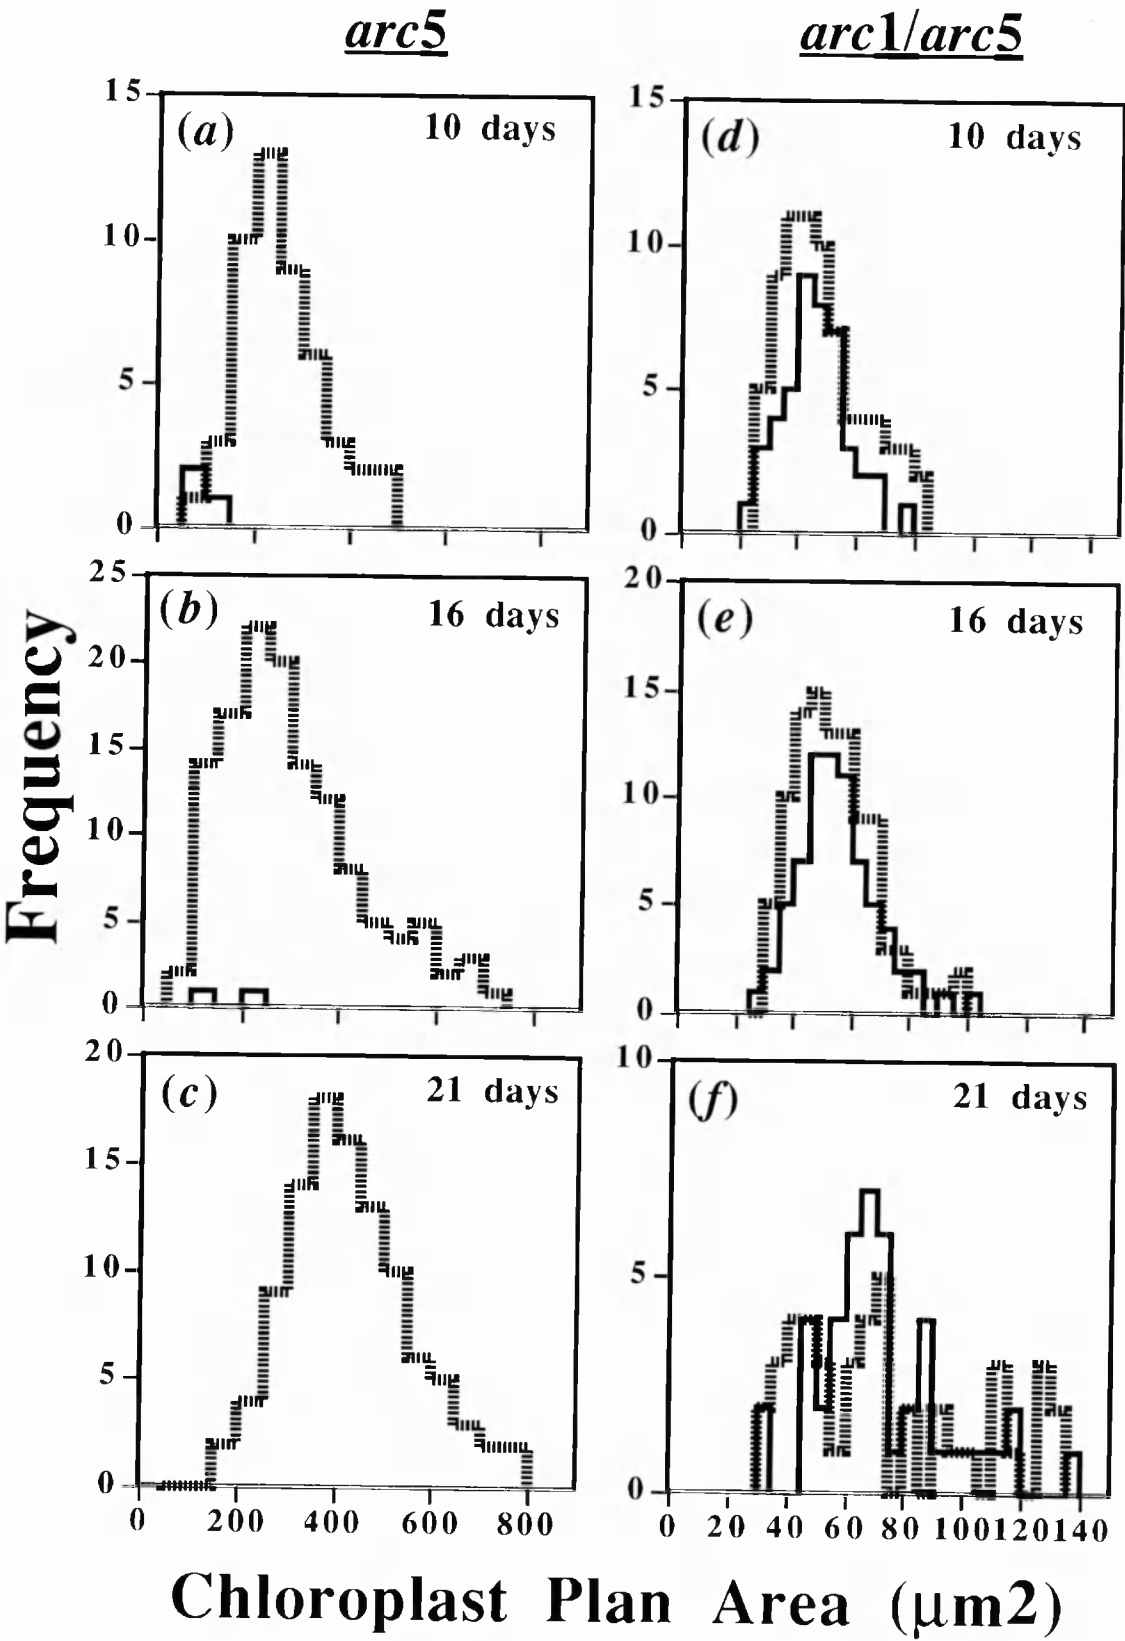 arc5 arc1/arc5
15 (a) 10 days
10
5
0
25 (b) 16 days
20
15
10
5
0
20 (c) 21 days
15
10
5
0
0 200 400 600 800
15 (d) 10 days
10
5
0
20 (e) 16 days
15
10
5
0
10 (f) 21 days
5
0
0 20 40 60 80 100 120 140
Frequency
Chloroplast Plan Area (μm2)